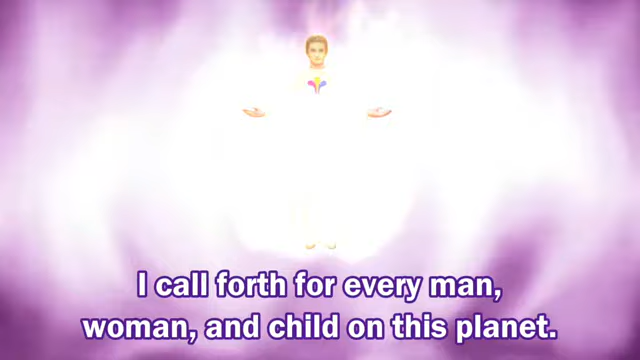 I call forth for every man,
woman, and child on this planet.